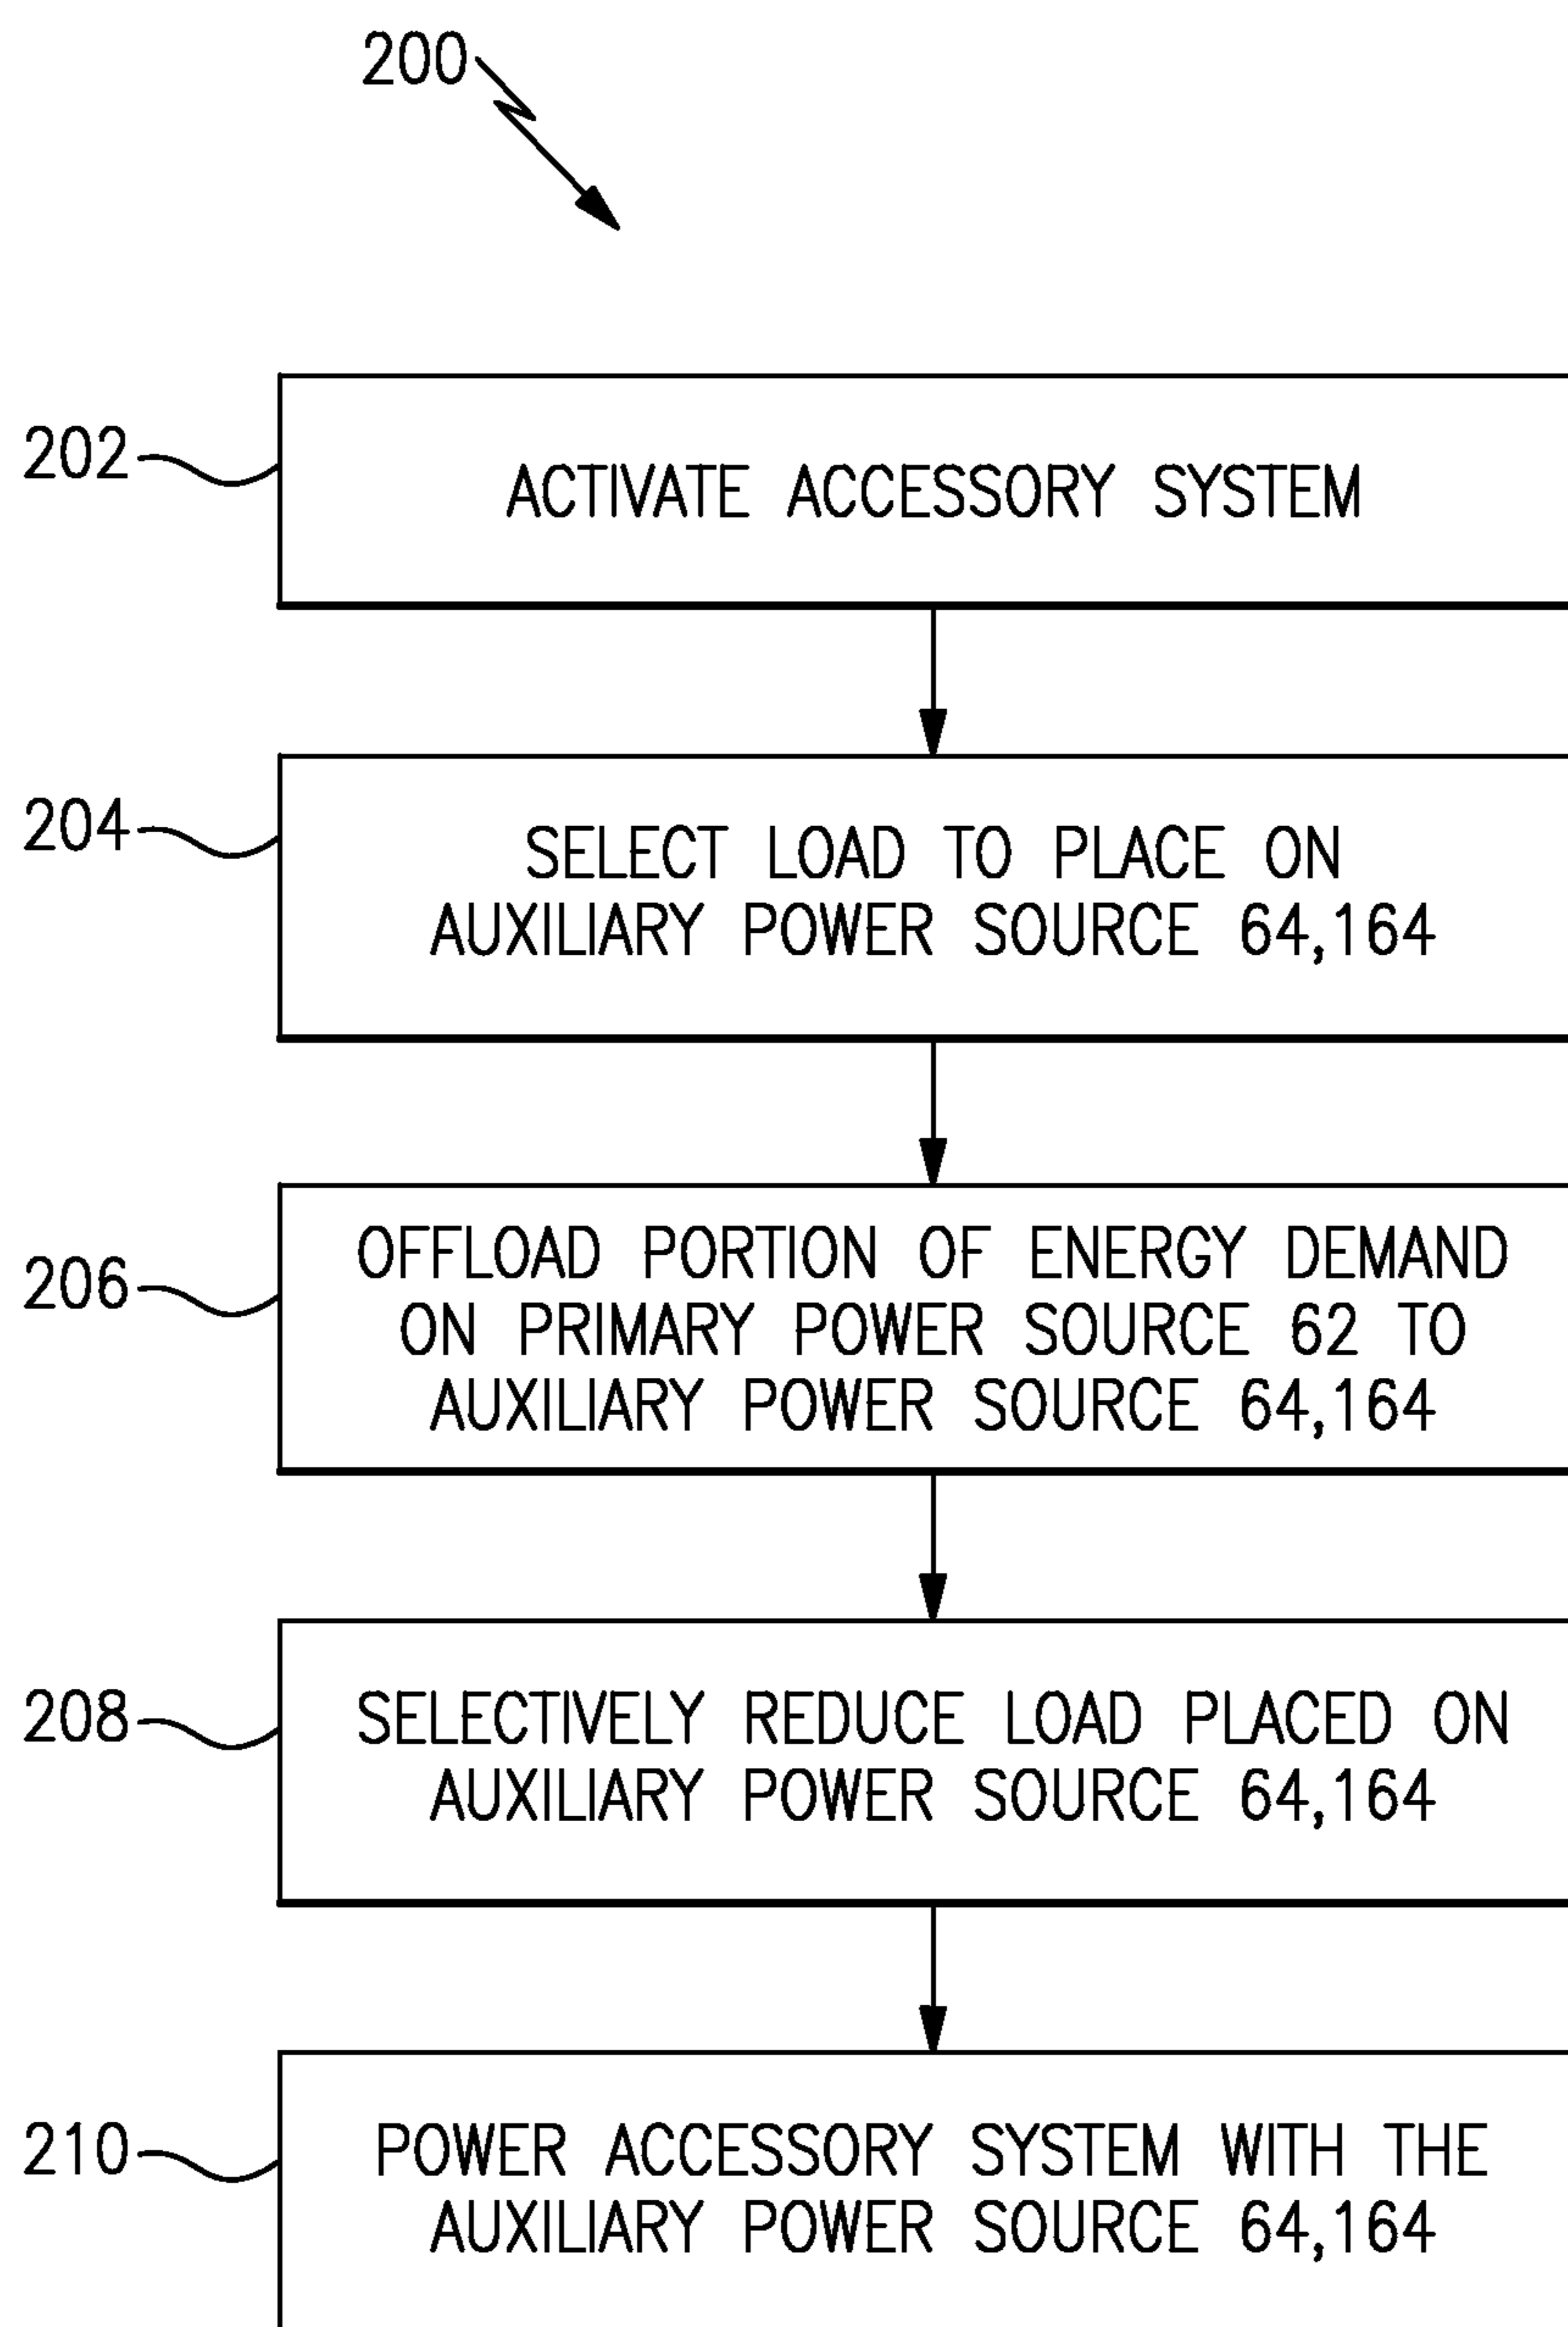 200
202
ACTIVATE ACCESSORY SYSTEM
204
SELECT LOAD TO PLACE ON
AUXILIARY POWER SOURCE 64,164
206
OFFLOAD PORTION OF ENERGY DEMAND
ON PRIMARY POWER SOURCE 62 TO
AUXILIARY POWER SOURCE 64,164
208
SELECTIVELY REDUCE LOAD PLACED ON
AUXILIARY POWER SOURCE 64,164
210
POWER ACCESSORY SYSTEM WITH THE
AUXILIARY POWER SOURCE 64,164